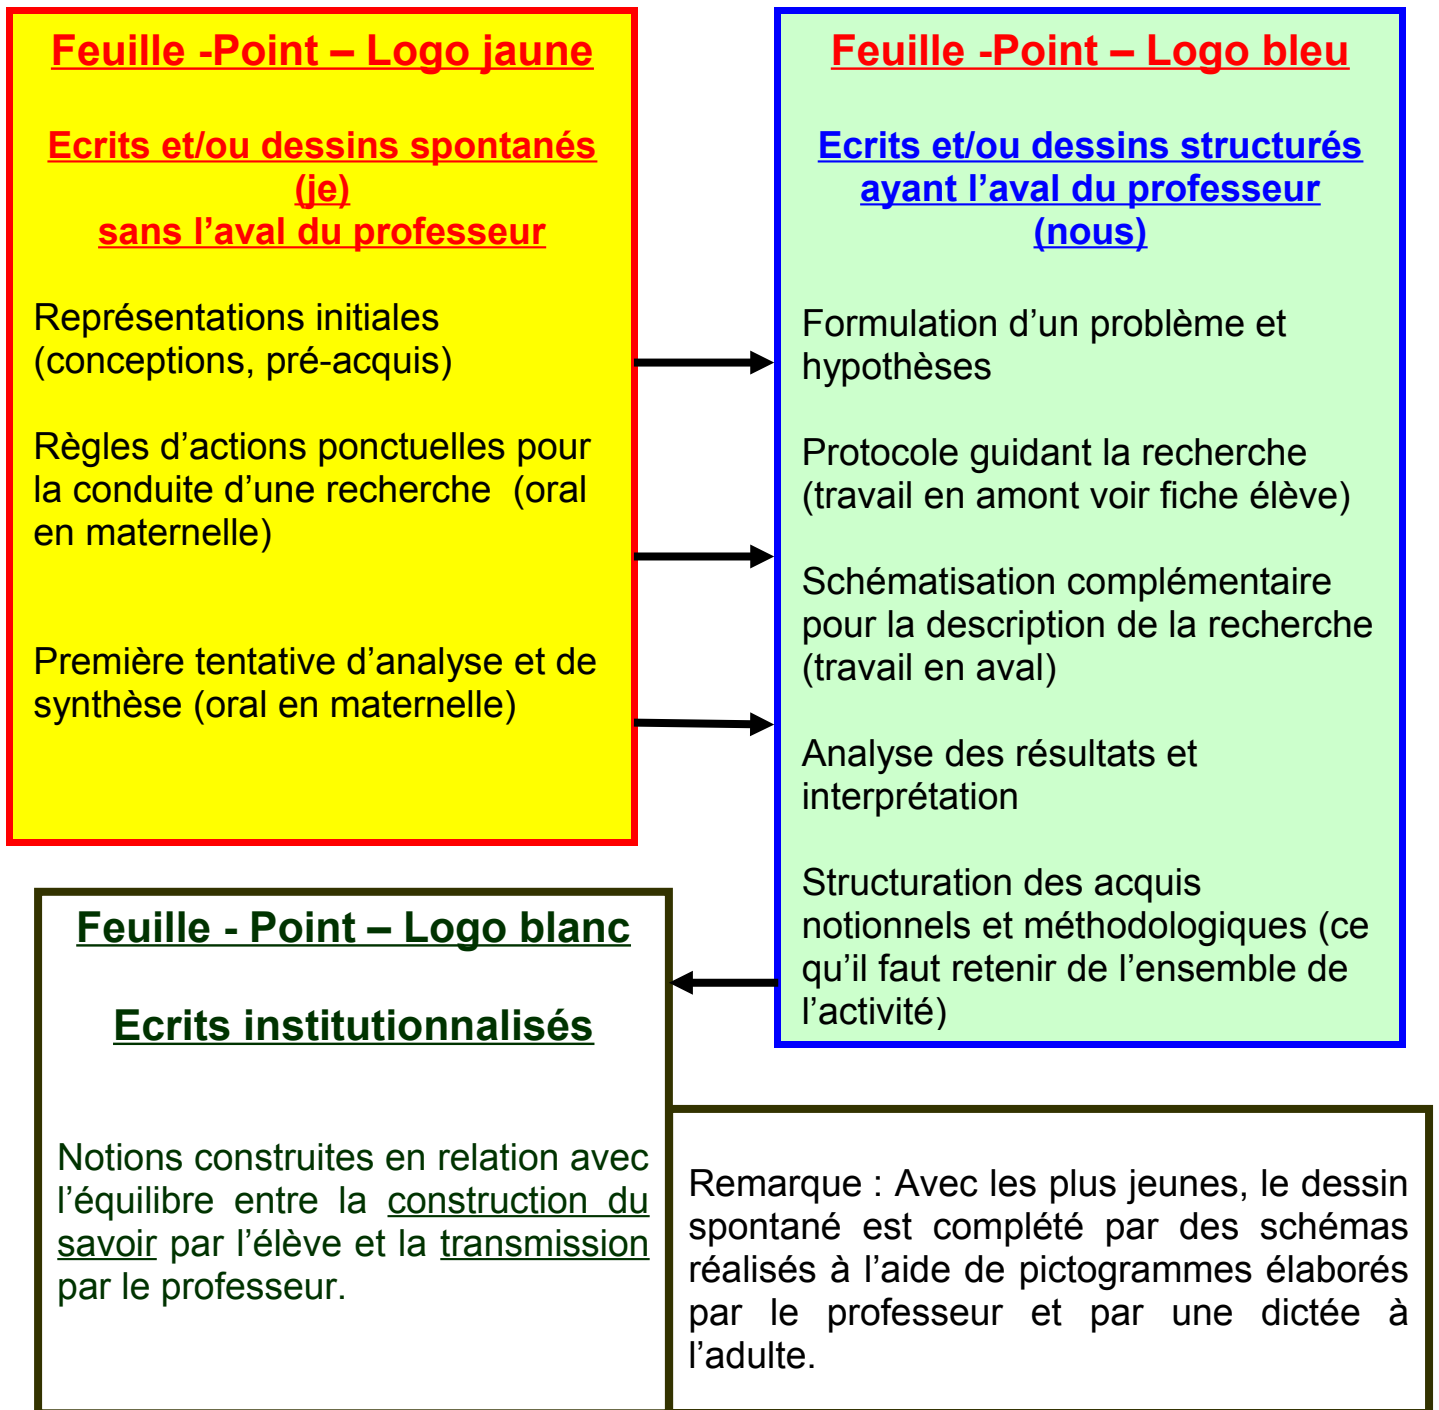 Feuille -Point – Logo jaune
Ecrits et/ou dessins spontanés
(je)
sans l’aval du professeur
Représentations initiales
(conceptions, pré-acquis)
Règles d’actions ponctuelles pour
la conduite d’une recherche  (oral
en maternelle)
Première tentative d’analyse et de
synthèse (oral en maternelle)
Feuille -Point – Logo bleu
Ecrits et/ou dessins structurés
ayant l’aval du professeur
(nous)
Formulation d’un problème et
hypothèses
Protocole guidant la recherche
(travail en amont voir fiche élève)
Schématisation complémentaire
pour la description de la recherche
(travail en aval)
Analyse des résultats et
interprétation
Structuration des acquis
notionnels et méthodologiques (ce
qu’il faut retenir de l’ensemble de
l’activité)
Feuille - Point – Logo blanc
Ecrits institutionnalisés
Notions construites en relation avec
l’équilibre entre la construction du
savoir par l’élève et la transmission
par le professeur.
Remarque : Avec les plus jeunes, le dessin
spontané est complété par des schémas
réalisés à l’aide de pictogrammes élaborés
par le professeur et par une dictée à
l’adulte.